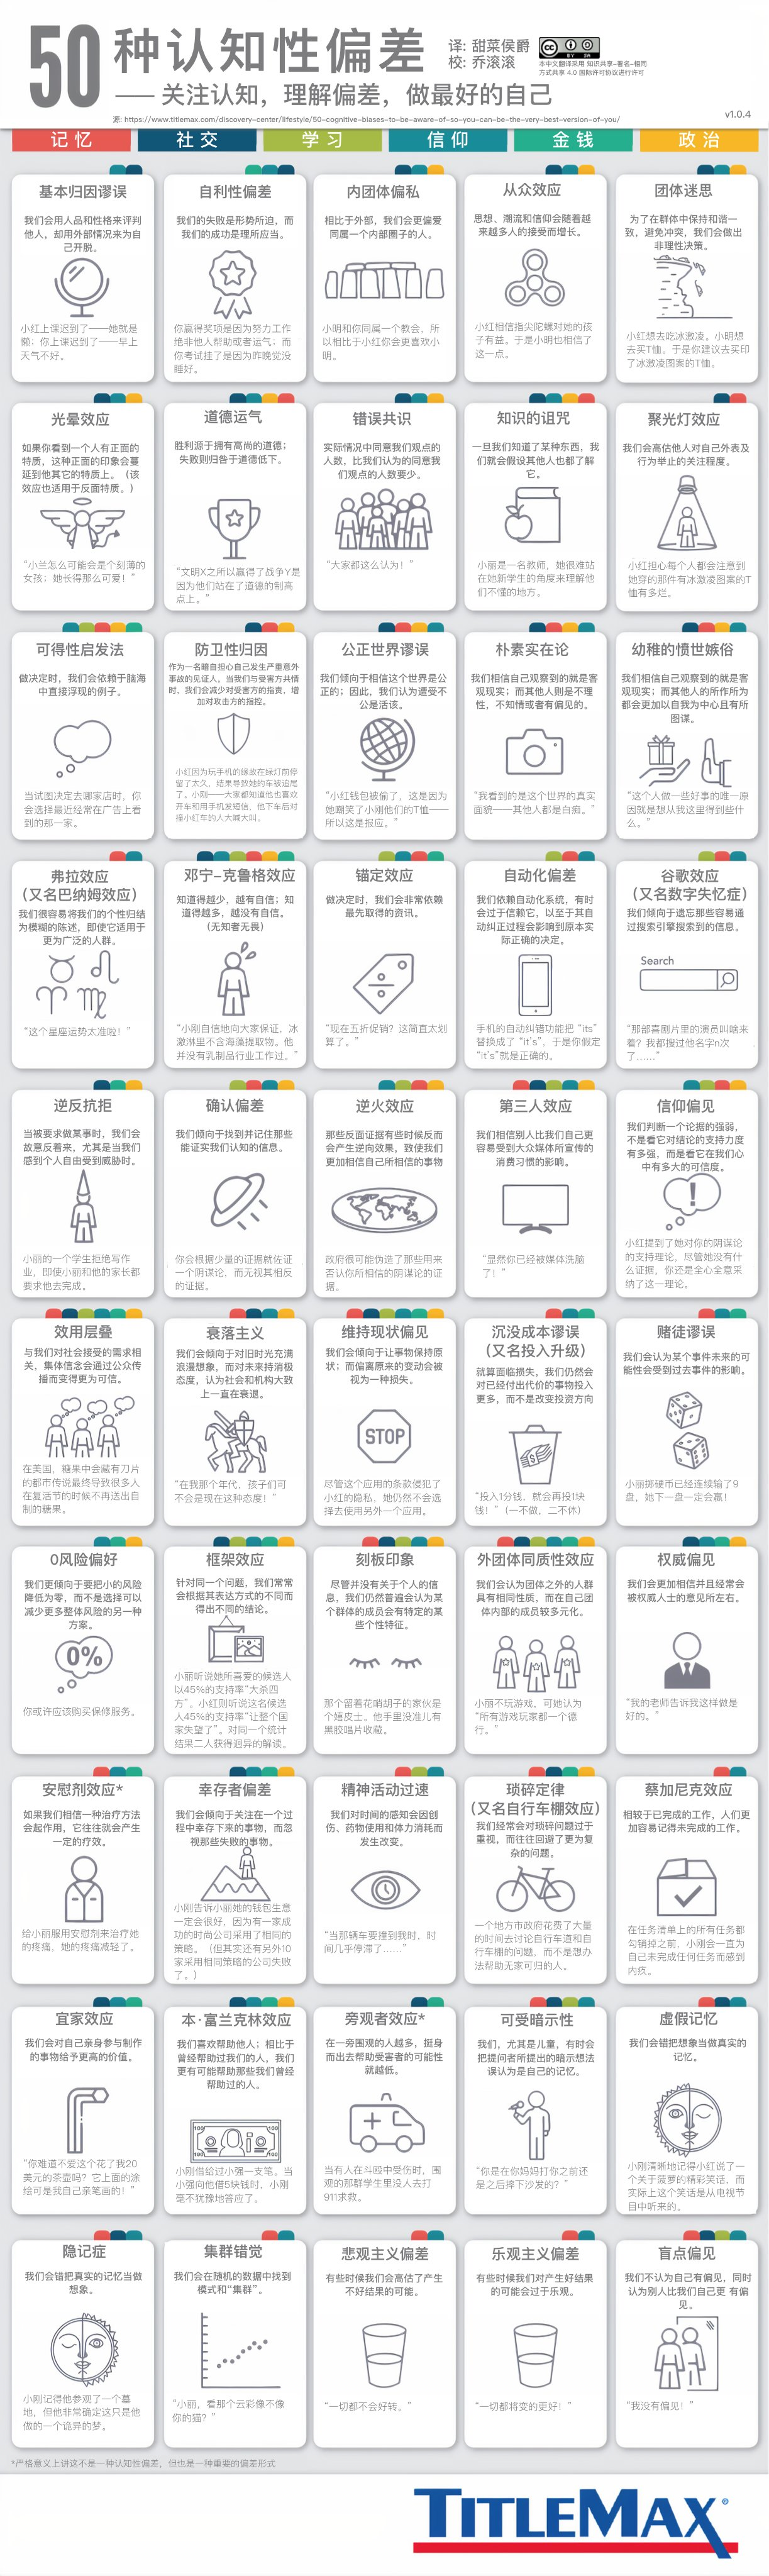 50种认知性偏差
译: 甜菜侯爵
校: 乔滚滚
cc BY SA
本中文翻译采用 知识共享-署名-相同
方式共享 4.0 国际许可协议进行许可
—— 关注认知，理解偏差，做最好的自己
源: https://www.titlemax.com/discovery-center/lifestyle/50-cognitive-biases-to-be-aware-of-so-you-can-be-the-very-best-version-of-you/
v1.0.4
记忆 社交 学习 信仰 金钱 政治
基本归因谬误
我们会用人品和性格来评判
他人，却用外部情况来为自
己开脱。
小红上课迟到了——她就是
懒；你上课迟到了——早上
天气不好。
自利性偏差
我们的失败是形势所迫，而
我们的成功是理所应当。
你赢得奖项是因为努力工作
绝非他人帮助或者运气；而
你考试挂了是因为昨晚觉没
睡好。
内团体偏私
相比于外部，我们会更偏爱
同属一个内部圈子的人。
小明和你同属一个教会，所
以相比于小红你会更喜欢小
明。
从众效应
思想、潮流和信仰会随着越
来越多人的接受而增长。
小红相信指尖陀螺对她的孩
子有益。于是小明也相信了
这一点。
团体迷思
为了在群体中保持和谐一
致，避免冲突，我们会做出
非理性决策。
小红想去吃冰激凌。小明想
去买T恤。于是你建议去买印
了冰激凌图案的T恤。
光晕效应
如果你看到一个人有正面的
特质，这种正面的印象会蔓
延到他其它的特质上。（该
效应也适用于反面特质。）
“小兰怎么可能会是个刻薄的
女孩；她长得那么可爱！”
道德运气
胜利源于拥有高尚的道德；
失败则归咎于道德低下。
“文明X之所以赢得了战争Y是
因为他们站在了道德的制高
点上。”
错误共识
实际情况中同意我们观点的
人数，比我们认为的同意我
们观点的人数要少。
“大家都这么认为！”
知识的诅咒
一旦我们知道了某种东西，我
们就会假设其他人也都了解
它。
小丽是一名教师，她很难站
在她新学生的角度来理解他
们不懂的地方。
聚光灯效应
我们会高估他人对自己外表及
行为举止的关注程度。
小红担心每个人都会注意到
她穿的那件有冰激凌图案的T
恤有多烂。
可得性启发法
做决定时，我们会依赖于脑海
中直接浮现的例子。
当试图决定去哪家店时，你
会选择最近经常在广告上看
到的那一家。
防卫性归因
作为一名暗自担心自己发生严重意外
事故的见证人，当我们与受害方共情
时，我们会减少对受害方的指责，增
加对攻击方的指控。
小红因为玩手机的缘故在绿灯前停
留了太久，结果导致她的车被追尾
了。小刚——大家都知道他也喜欢
开车和用手机发短信，他下车后对
撞小红车的人大喊大叫。
公正世界谬误
我们倾向于相信这个世界是公
正的；因此，我们认为遭受不
公是活该。
“小红钱包被偷了，这是因为
她嘲笑了小刚他们的T恤——
所以这是报应。”
朴素实在论
我们相信自己观察到的就是客
观现实；而其他人则是不理
性，不知情或者有偏见的。
“我看到的是这个世界的真实
面貌——其他人都是白痴。”
幼稚的愤世嫉俗
我们相信自己观察到的就是客
观现实；而其他人的所作所为
都会更加以自我为中心且有所
图谋。
“这个人做一些好事的唯一原
因就是想从我这里得到些什
么。”
弗拉效应
（又名巴纳姆效应）
我们很容易将我们的个性归结
为模糊的陈述，即使它适用于
更为广泛的人群。
“这个星座运势太准啦！”
邓宁-克鲁格效应
知道得越少，越有自信；知
道得越多，越没有自信。
（无知者无畏）
“小刚自信地向大家保证，冰
激淋里不含海藻提取物。他
并没有乳制品行业工作过。”
锚定效应
做决定时，我们会非常依赖
最先取得的资讯。
“现在五折促销？这简直太划
算了。”
自动化偏差
我们依赖自动化系统，有时
会过于信赖它，以至于其自
动纠正过程会影响到原本实
际正确的决定。
手机的自动纠错功能把 “its”
替换成了 “it's”，于是你假定
“it's”就是正确的。
谷歌效应
（又名数字失忆症）
我们倾向于遗忘那些容易通
过搜索引擎搜索到的信息。
Search
“那部喜剧片里的演员叫啥来
着？我都搜过他名字n次
了……”
逆反抗拒
当被要求做某事时，我们会
故意反着来，尤其是当我们
感到个人自由受到威胁时。
小丽的一个学生拒绝写作
业，即使小丽和他的家长都
要求他去完成。
确认偏差
我们倾向于找到并记住那些
能证实我们认知的信息。
你会根据少量的证据就佐证
一个阴谋论，而无视其相反
的证据。
逆火效应
那些反面证据有些时候反而
会产生逆向效果，致使我们
更加相信自己所相信的事物
政府很可能伪造了那些用来
否认你所相信的阴谋论的证
据。
第三人效应
我们相信别人比我们自己更
容易受到大众媒体所宣传的
消费习惯的影响。
“显然你已经被媒体洗脑
了！”
信仰偏见
我们判断一个论据的强弱，
不是看它对结论的支持力度
有多强，而是看它在我们心
中有多大的可信度。
小红提到了她对你的阴谋论
的支持理论，尽管她没有什
么证据，你还是全心全意采
纳了这一理论。
效用层叠
与我们对社会接受的需求相
关，集体信念会通过公众传
播而变得更为可信。
在美国，糖果中会藏有刀片
的都市传说最终导致很多人
在复活节的时候不再送出自
制的糖果。
衰落主义
我们会倾向于对旧时光充满
浪漫想象，而对未来持消极
态度，认为社会和机构大致
上一直在衰退。
“在我那个年代，孩子们可
不会是现在这种态度！”
维持现状偏见
我们会倾向于让事物保持原
状；而偏离原来的变动会被
视为一种损失。
STOP
尽管这个应用的条款侵犯了
小红的隐私，她仍然不会选
择去使用另外一个应用。
沉没成本谬误
（又名投入升级）
就算面临损失，我们仍然会
对已经付出代价的事物投入
更多，而不是改变投资方向
“投入1分钱，就会再投1块
钱！”（一不做，二不休）
赌徒谬误
我们会认为某个事件未来的可
能性会受到过去事件的影响。
小丽掷硬币已经连续输了9
盘，她下一盘一定会赢！
0风险偏好
我们更倾向于要把小的风险
降低为零，而不是选择可以
减少更多整体风险的另一种
方案。
0%
你或许应该购买保修服务。
框架效应
针对同一个问题，我们常常
会根据其表达方式的不同而
得出不同的结论。
小丽听说她所喜爱的候选人
以45%的支持率“大杀四
方”。小红则听说这名候选
人45%的支持率“让整个国
家失望了”。对同一个统计
结果二人获得迥异的解读。
刻板印象
尽管并没有关于个人的信
息，我们仍然普遍会认为某
个群体的成员会有特定的某
些个性特征。
那个留着花哨胡子的家伙是
个嬉皮士。他手里没准儿有
黑胶唱片收藏。
外团体同质性效应
我们会认为团体之外的人群
具有相同性质，而在自己团
体内部的成员较多元化。
小丽不玩游戏，可她认为
“所有游戏玩家都一个德
行。”
权威偏见
我们会更加相信并且经常会
被权威人士的意见所左右。
“我的老师告诉我这样做是
好的。”
安慰剂效应*
如果我们相信一种治疗方法
会起作用，它往往就会产生
一定的疗效。
给小丽服用安慰剂来治疗她
的疼痛，她的疼痛减轻了。
幸存者偏差
我们会倾向于关注在一个过
程中幸存下来的事物，而忽
视那些失败的事物。
小刚告诉小丽她的钱包生意
一定会很好，因为有一家成
功的时尚公司采用了相同的
策略。（但其实还有另外10
家采用相同策略的公司失败
了。）
精神活动过速
我们对时间的感知会因创
伤、药物使用和体力消耗而
发生改变。
“当那辆车要撞到我时，时
间几乎停滞了……”
琐碎定律
（又名自行车棚效应）
我们经常会对琐碎问题过于
重视，而往往回避了更为复
杂的问题。
一个地方市政府花费了大量
的时间去讨论自行车道和自
行车棚的问题，而不是想办
法帮助无家可归的人。
蔡加尼克效应
相较于已完成的工作，人们更
加容易记得未完成的工作。
在任务清单上的所有任务都
勾销掉之前，小刚会一直为
自己未完成任何任务而感到
内疚。
宜家效应
我们会对自己亲身参与制作
的事物给予更高的价值。
“你难道不爱这个花了我20
美元的茶壶吗？它上面的涂
绘可是我自己亲笔画的！”
本·富兰克林效应
我们喜欢帮助他人；相比于
曾经帮助过我们的人，我们
更有可能帮助那些我们曾经
帮助过的人。
100 100
小刚借给过小强一支笔。当
小强向他借5块钱时，小刚
毫不犹豫地答应了。
旁观者效应*
在一旁围观的人越多，挺身
而出去帮助受害者的可能性
就越低。
当有人在斗殴中受伤时，围
观的那群学生里没人去打
911求救。
可受暗示性
我们，尤其是儿童，有时会
把提问者所提出的暗示想法
误认为是自己的记忆。
“你是在你妈妈打你之前还
是之后摔下沙发的？”
虚假记忆
我们会错把想象当做真实的
记忆。
小刚清晰地记得小红说了一
个关于菠萝的精彩笑话，而
实际上这个笑话是从电视节
目中听来的。
隐记症
我们会错把真实的记忆当做
想象。
小刚记得他参观了一个墓
地，但他非常确定这只是他
做的一个诡异的梦。
集群错觉
我们会在随机的数据中找到
模式和“集群”。
“小丽，看那个云彩像不像
你的猫？”
悲观主义偏差
有些时候我们会高估了产生
不好结果的可能。
“一切都不会好转。”
乐观主义偏差
有些时候我们对产生好结果
的可能会过于乐观。
“一切都将变的更好！”
盲点偏见
我们不认为自己有偏见，同时
认为别人比我们自己更 有偏
见。
“我没有偏见！”
*严格意义上讲这不是一种认知性偏差，但也是一种重要的偏差形式
TITLEMAX®